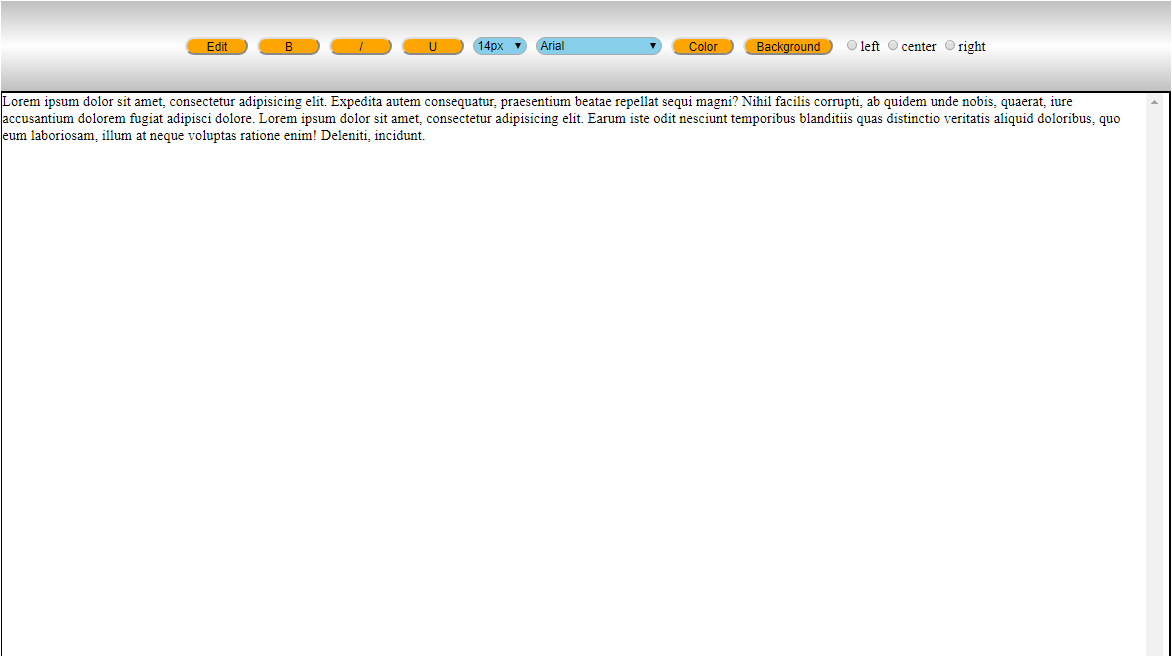 Edit B / U 14px Arial Color Background left center right
Lorem ipsum dolor sit amet, consectetur adipisicing elit. Expedita autem consequatur, praesentium beatae repellat sequi magni? Nihil facilis corrupti, ab quidem unde nobis, quaerat, iure
accusantium dolorem fugiat adipisci dolore. Lorem ipsum dolor sit amet, consectetur adipisicing elit. Earum iste odit nesciunt temporibus blanditiis quas distinctio veritatis aliquid doloribus, quo
eum laboriosam, illum at neque voluptas ratione enim! Deleniti, incidunt.